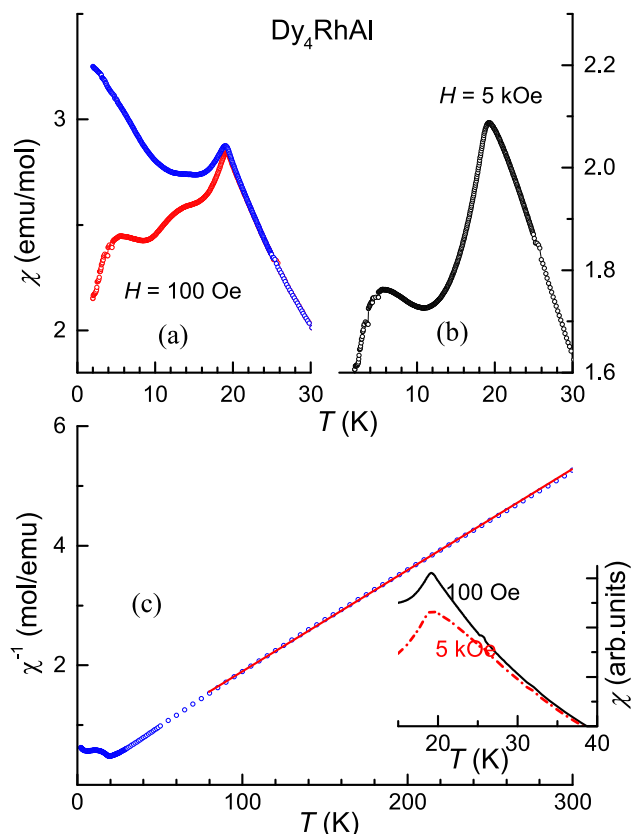 Dy₄RhAl
H = 5 kOe
H = 100 Oe
(a)
(b)
χ (emu/mol)
3
2
2.2
2.0
1.8
1.6
0 10 20 30
10 20 30
T (K)
T (K)
χ⁻¹ (mol/emu)
6
4
2
0
(c)
100 Oe
5 kOe
χ (arb.units)
20 30 40
T (K)
100 200 300
T (K)